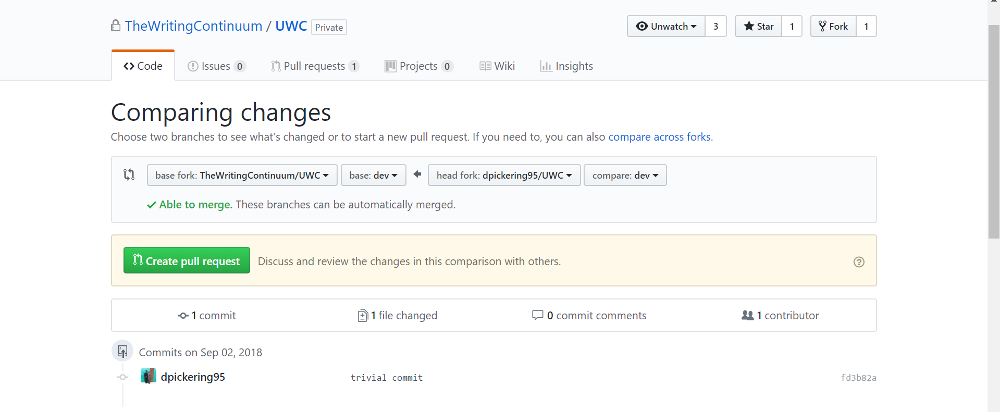 TheWritingContinuum / UWC Private Unwatch 3 Star 1 Fork 1
Code Issues 0 Pull requests 1 Projects 0 Wiki Insights
Comparing changes
Choose two branches to see what’s changed or to start a new pull request. If you need to, you can also compare across forks.
base fork: TheWritingContinuum/UWC base: dev head fork: dpickering95/UWC compare: dev
Able to merge. These branches can be automatically merged.
Create pull request Discuss and review the changes in this comparison with others.
1 commit 1 file changed 0 commit comments 1 contributor
Commits on Sep 02, 2018
dpickering95 trivial commit fd3b82a